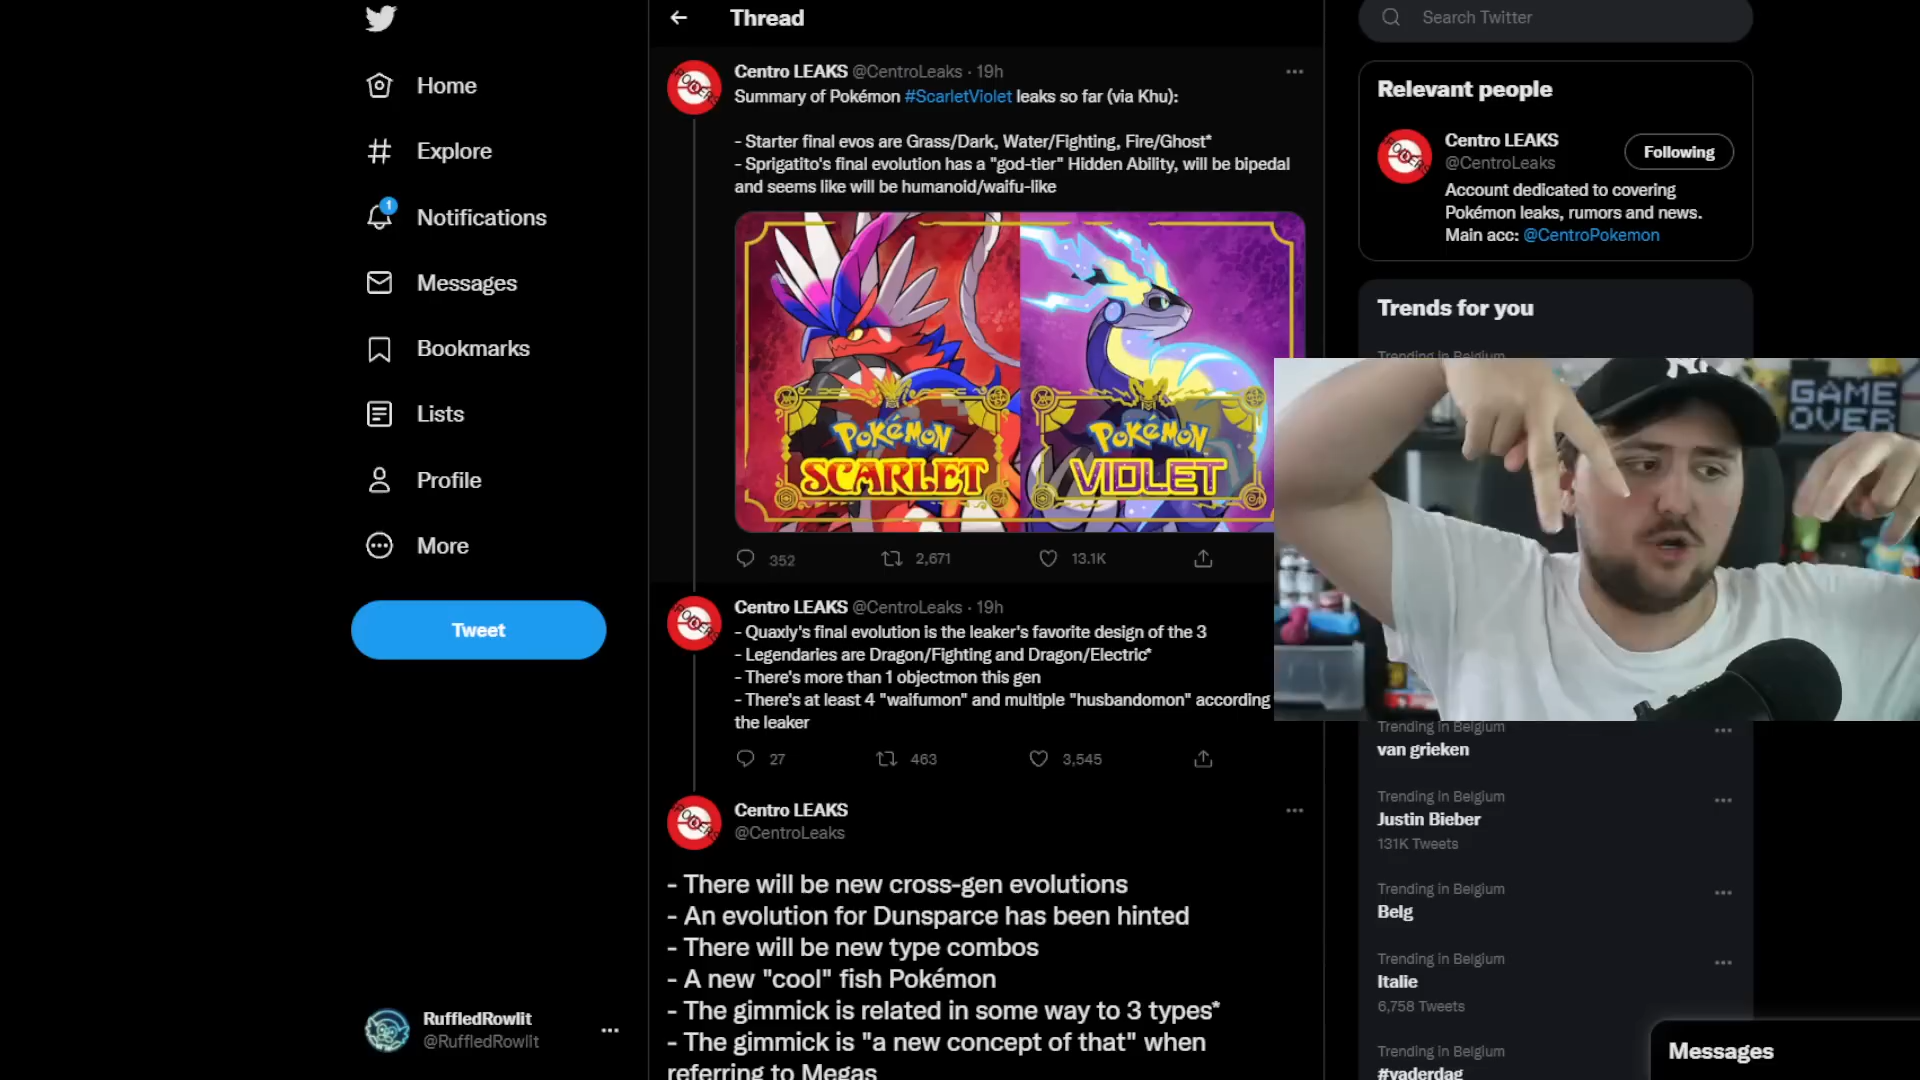 Thread
Search Twitter
Home
Explore
1
Notifications
Messages
Bookmarks
Lists
Profile
More
Tweet
RuffledRowlit
@RuffledRowlit
Centro LEAKS @CentroLeaks · 19h
Summary of Pokémon #ScarletViolet leaks so far (via Khu):
- Starter final evos are Grass/Dark, Water/Fighting, Fire/Ghost*
- Sprigatito's final evolution has a "god-tier" Hidden Ability, will be bipedal
and seems like will be humanoid/waifu-like
POKéMON
SCARLET
POKéMON
VIOLET
352
2,671
13.1K
Centro LEAKS @CentroLeaks · 19h
- Quaxly's final evolution is the leaker's favorite design of the 3
- Legendaries are Dragon/Fighting and Dragon/Electric*
- There's more than 1 objectmon this gen
- There's at least 4 "waifumon" and multiple "husbandomon" according
the leaker
27
463
3,545
Centro LEAKS
@CentroLeaks
- There will be new cross-gen evolutions
- An evolution for Dunsparce has been hinted
- There will be new type combos
- A new "cool" fish Pokémon
- The gimmick is related in some way to 3 types*
- The gimmick is "a new concept of that" when
referring to Megas
Relevant people
Centro LEAKS
@CentroLeaks
Following
Account dedicated to covering
Pokémon leaks, rumors and news.
Main acc: @CentroPokemon
Trends for you
Trending in Belgium
GAME
OVER
Trending in Belgium
van grieken
Trending in Belgium
Justin Bieber
131K Tweets
Trending in Belgium
Belg
Trending in Belgium
Italie
6,758 Tweets
Trending in Belgium
#vaderdag
Messages